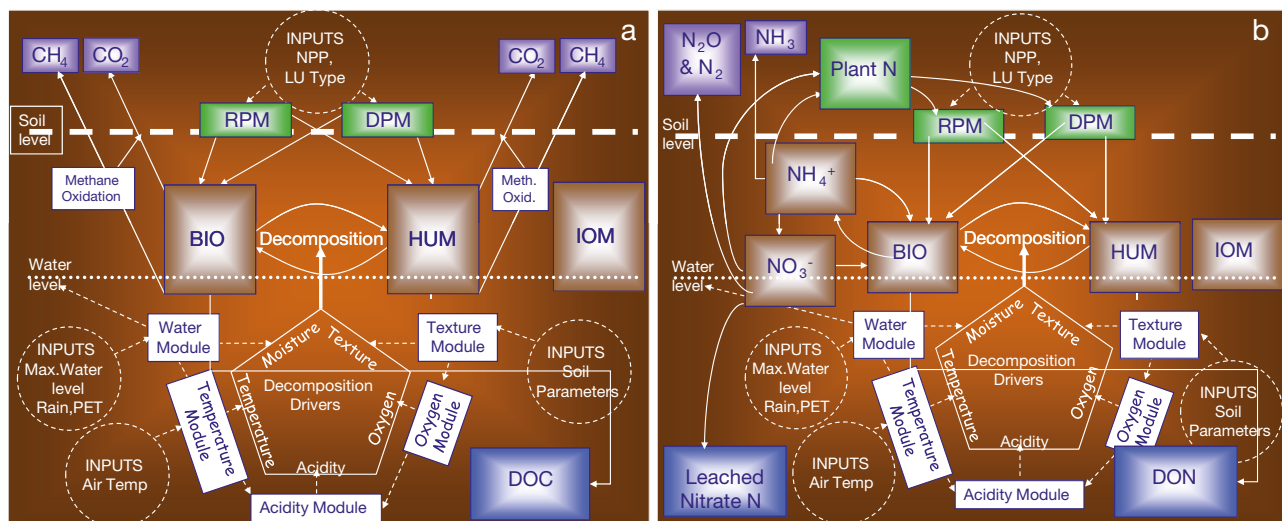 a
CH4
CO2
INPUTS
NPP,
LU Type
CO2
CH4
RPM
DPM
Soil
level
Methane
Oxidation
Meth.
Oxid.
BIO
Decomposition
HUM
IOM
Water
level
Water
Module
Moisture
Texture
Texture
Module
INPUTS
Max.Water
level
Rain,PET
Decomposition
Drivers
INPUTS
Soil
Parameters
Temperature
Module
Temperature
Oxygen
Oxygen
Module
INPUTS
Air Temp
Acidity
Acidity Module
DOC
b
N2O
& N2
NH3
Plant N
INPUTS
NPP,
LU Type
RPM
DPM
Soil
level
NH4+
BIO
Decomposition
HUM
IOM
NO3-
Water
level
Water
Module
Moisture
Texture
Texture
Module
INPUTS
Max.Water
level
Rain,PET
Decomposition
Drivers
Temperature
Module
Temperature
Oxygen
Oxygen
Module
INPUTS
Soil
Parameters
INPUTS
Air Temp
Acidity
Acidity Module
Leached
Nitrate N
DON